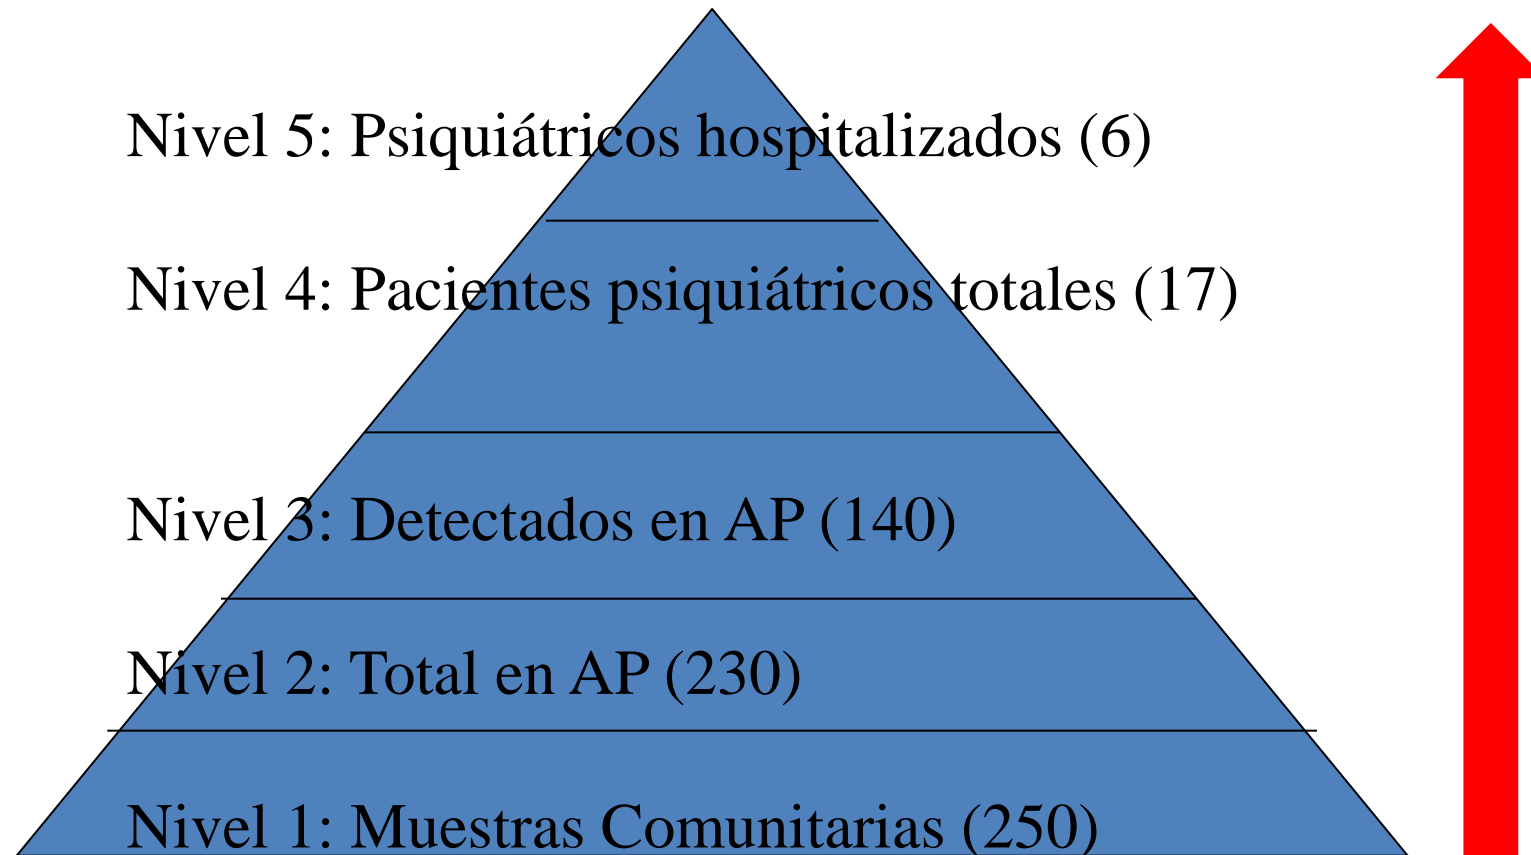 Nivel 5: Psiquiátricos hospitalizados (6)
Nivel 4: Pacientes psiquiátricos totales (17)
Nivel 3: Detectados en AP (140)
Nivel 2: Total en AP (230)
Nivel 1: Muestras Comunitarias (250)